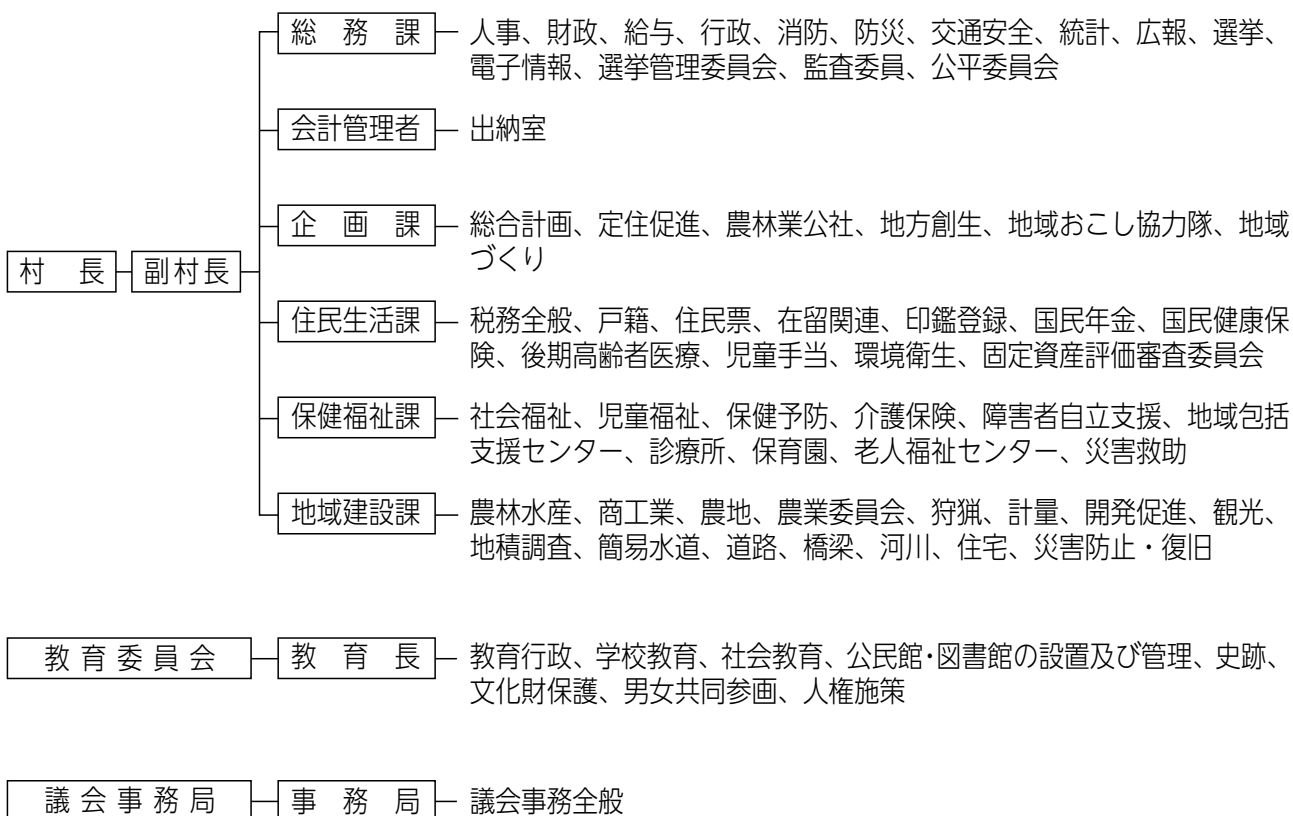 総務課
人事、財政、給与、行政、消防、防災、交通安全、統計、広報、選挙、
電子情報、選挙管理委員会、監査委員、公平委員会
会計管理者
出納室
企画課
総合計画、定住促進、農林業公社、地方創生、地域おこし協力隊、地域
づくり
村長
副村長
住民生活課
税務全般、戸籍、住民票、在留関連、印鑑登録、国民年金、国民健康保
険、後期高齢者医療、児童手当、環境衛生、固定資産評価審査委員会
保健福祉課
社会福祉、児童福祉、保健予防、介護保険、障害者自立支援、地域包括
支援センター、診療所、保育園、老人福祉センター、災害救助
地域建設課
農林水産、商工業、農地、農業委員会、狩猟、計量、開発促進、観光、
地積調査、簡易水道、道路、橋梁、河川、住宅、災害防止・復旧
教育委員会
教育長
教育行政、学校教育、社会教育、公民館・図書館の設置及び管理、史跡、
文化財保護、男女共同参画、人権施策
議会事務局
事務局
議会事務全般